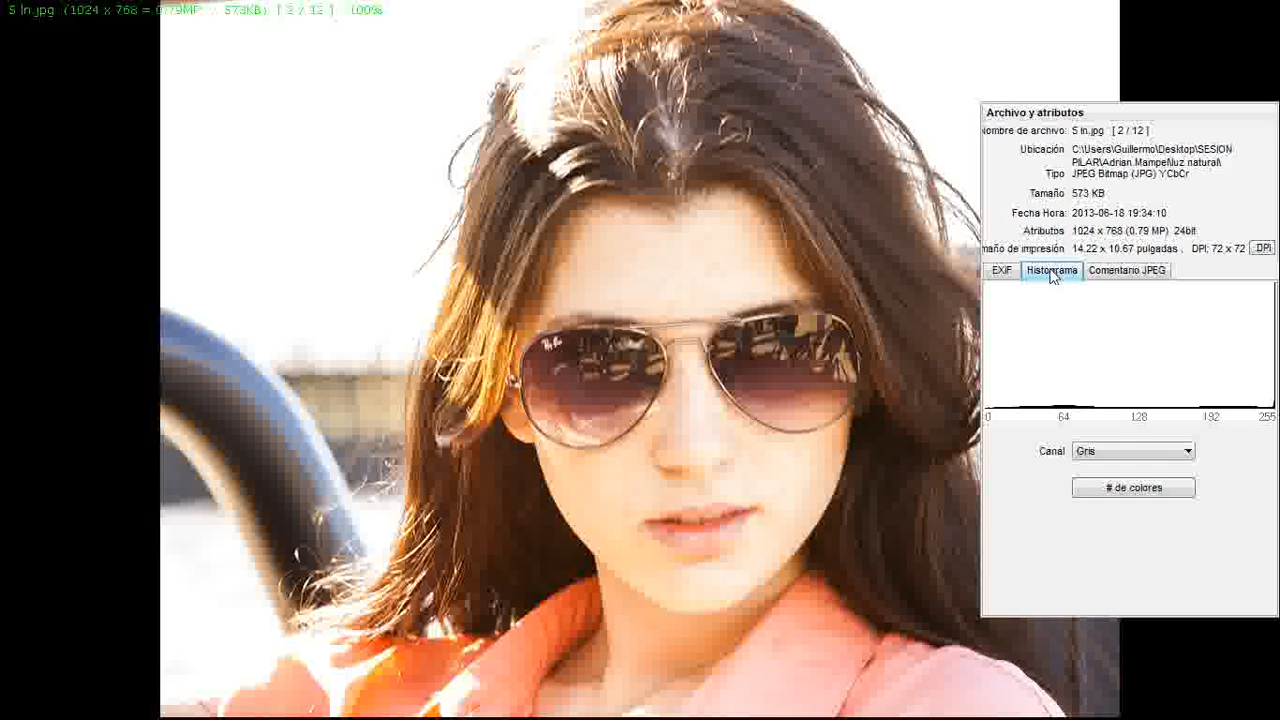 5 ln.jpg (1024 x 768 = 0.79MP / 573KB) [ 2 / 12 ] 100%
Archivo y atributos
Nombre de archivo: 5 ln.jpg [ 2 / 12 ]
Ubicación C:\Users\Guillermo\Desktop\SESION
PILAR\Adrian Mampel\luz natural\
Tipo JPEG Bitmap (JPG) YCbCr
Tamaño 573 KB
Fecha Hora: 2013-06-18 19:34:10
Atributos 1024 x 768 (0.79 MP) 24bit
maño de impresión 14.22 x 10.67 pulgadas , DPI: 72 x 72 DPI
EXIF Histograma Comentario JPEG
0 64 128 192 255
Canal Gris
# de colores